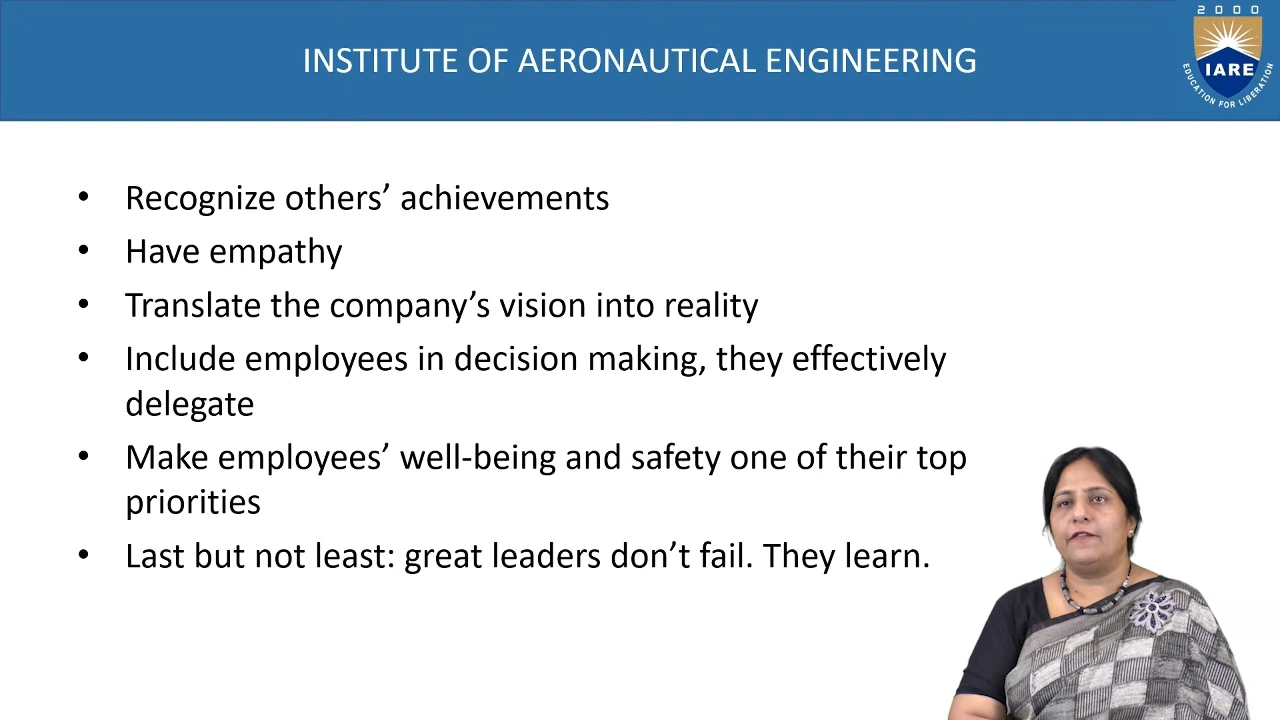 2000
INSTITUTE OF AERONAUTICAL ENGINEERING
IARE
EDUCATION FOR LIBERATION
• Recognize others’ achievements
• Have empathy
• Translate the company’s vision into reality
• Include employees in decision making, they effectively
delegate
• Make employees’ well-being and safety one of their top
priorities
• Last but not least: great leaders don’t fail. They learn.